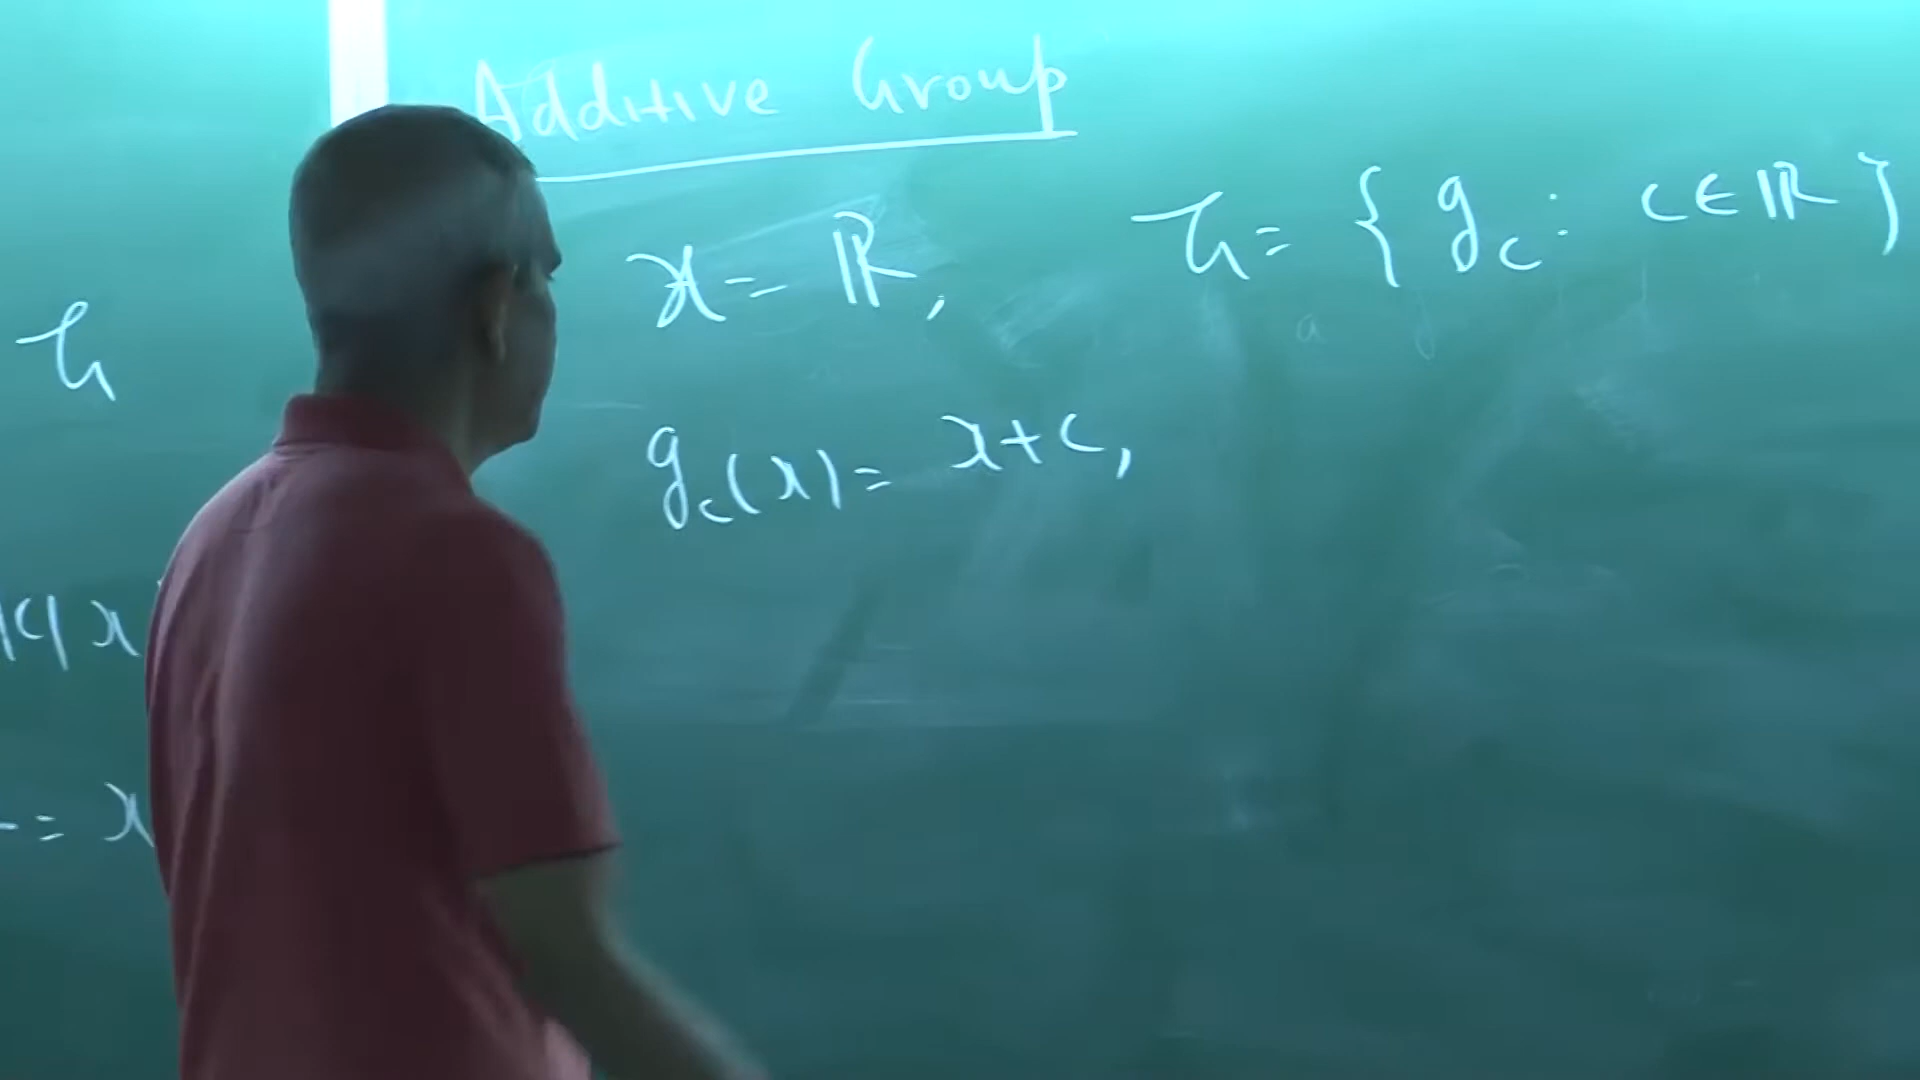 Additive Group
𝒳 = ℝ, G = { g_c : c ∈ ℝ }
G
g_c(x) = x + c,
x
= x